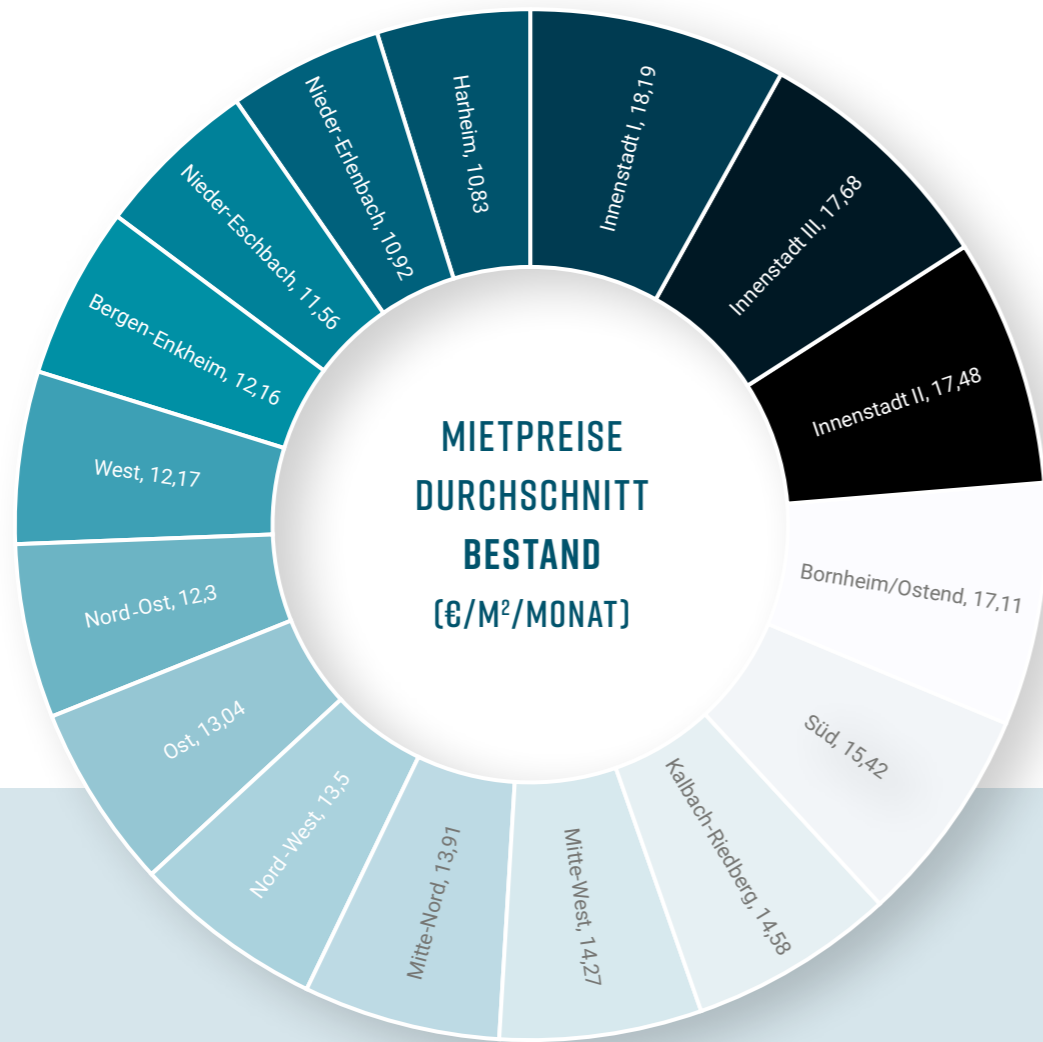 MIETPREISE
DURCHSCHNITT
BESTAND
(€/M²/MONAT)
Innenstadt I, 18,19
Innenstadt III, 17,68
Innenstadt II, 17,48
Bornheim/Ostend, 17,11
Süd, 15,42
Kalbach-Riedberg, 14,58
Mitte-West, 14,27
Mitte-Nord, 13,91
Nord-West, 13,5
Ost, 13,04
Nord-Ost, 12,3
West, 12,17
Bergen-Enkheim, 12,16
Nieder-Eschbach, 11,56
Nieder-Erlenbach, 10,92
Harheim, 10,83